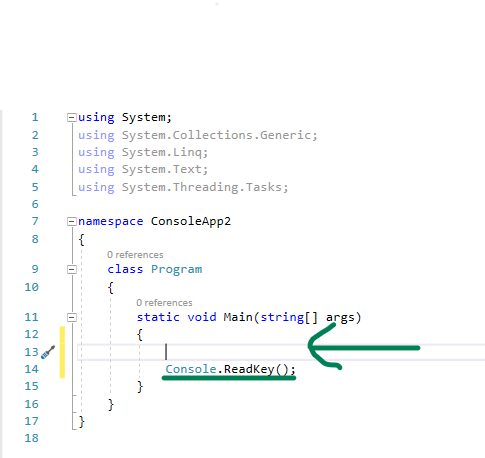 1 using System;
2 using System.Collections.Generic;
3 using System.Linq;
4 using System.Text;
5 using System.Threading.Tasks;
6
7 namespace ConsoleApp2
8 {
0 references
9 class Program
10 {
0 references
11 static void Main(string[] args)
12 {
13
14 Console.ReadKey();
15 }
16 }
17 }
18